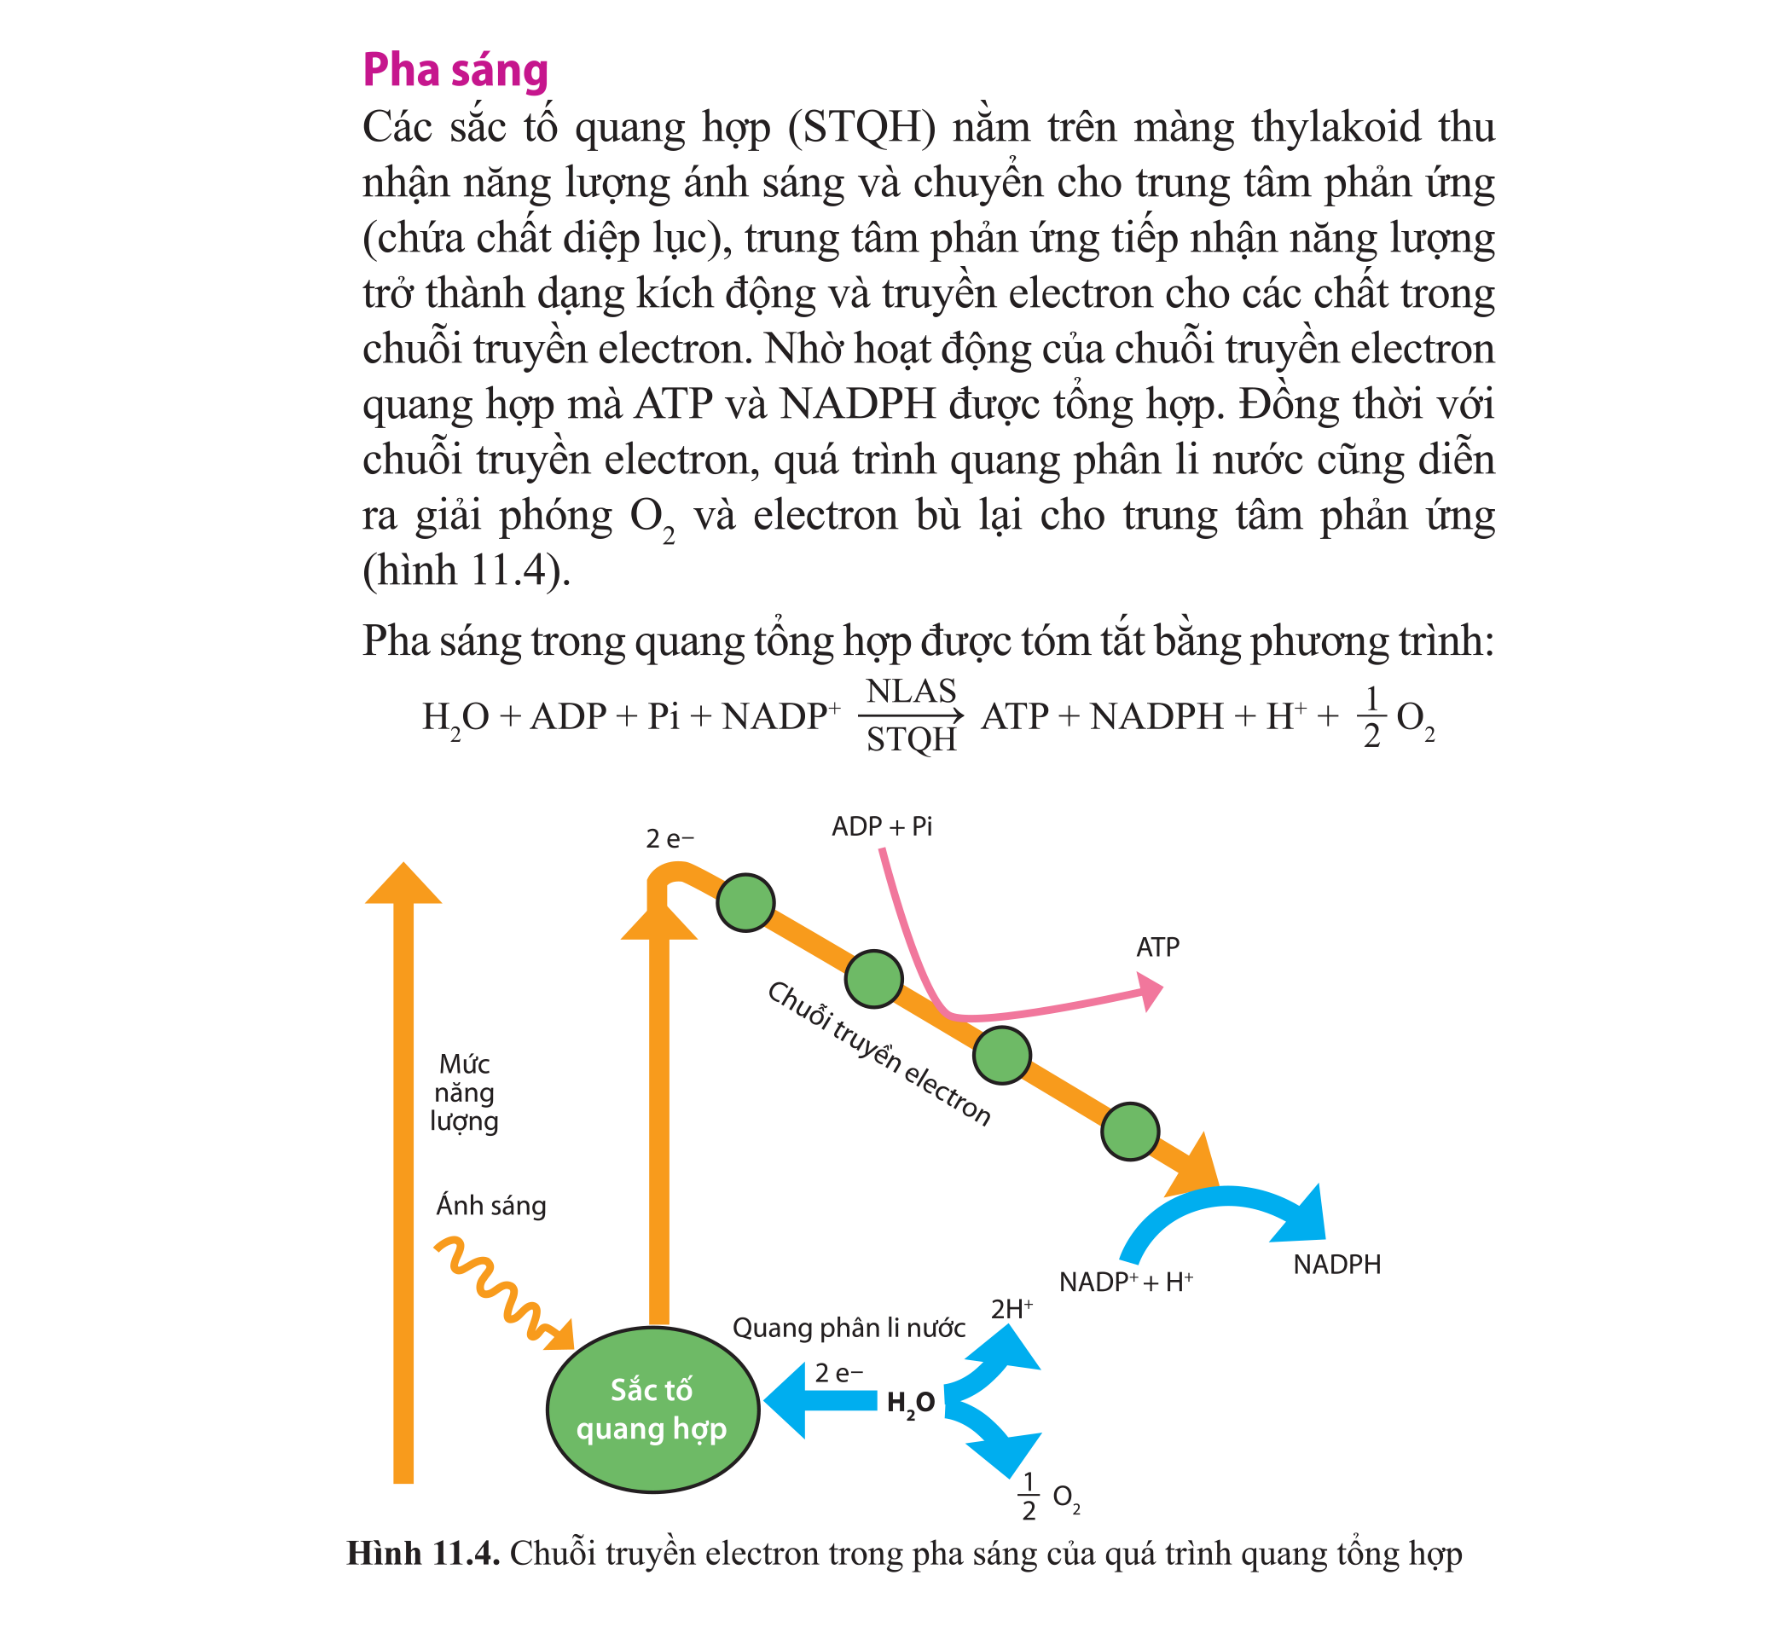 Pha sáng
Các sắc tố quang hợp (STQH) nằm trên màng thylakoid thu
nhận năng lượng ánh sáng và chuyển cho trung tâm phản ứng
(chứa chất diệp lục), trung tâm phản ứng tiếp nhận năng lượng
trở thành dạng kích động và truyền electron cho các chất trong
chuỗi truyền electron. Nhờ hoạt động của chuỗi truyền electron
quang hợp mà ATP và NADPH được tổng hợp. Đồng thời với
chuỗi truyền electron, quá trình quang phân li nước cũng diễn
ra giải phóng O₂ và electron bù lại cho trung tâm phản ứng
(hình 11.4).
Pha sáng trong quang tổng hợp được tóm tắt bằng phương trình:
NLAS
H₂O + ADP + Pi + NADP⁺ ⟶ ATP + NADPH + H⁺ + 1/2 O₂
STQH
ADP + Pi
2 e–
ATP
Chuỗi truyền electron
Mức
năng
lượng
Ánh sáng
NADPH
NADP⁺ + H⁺
2H⁺
Quang phân li nước
2 e–
H₂O
Sắc tố
quang hợp
1/2 O₂
Hình 11.4. Chuỗi truyền electron trong pha sáng của quá trình quang tổng hợp